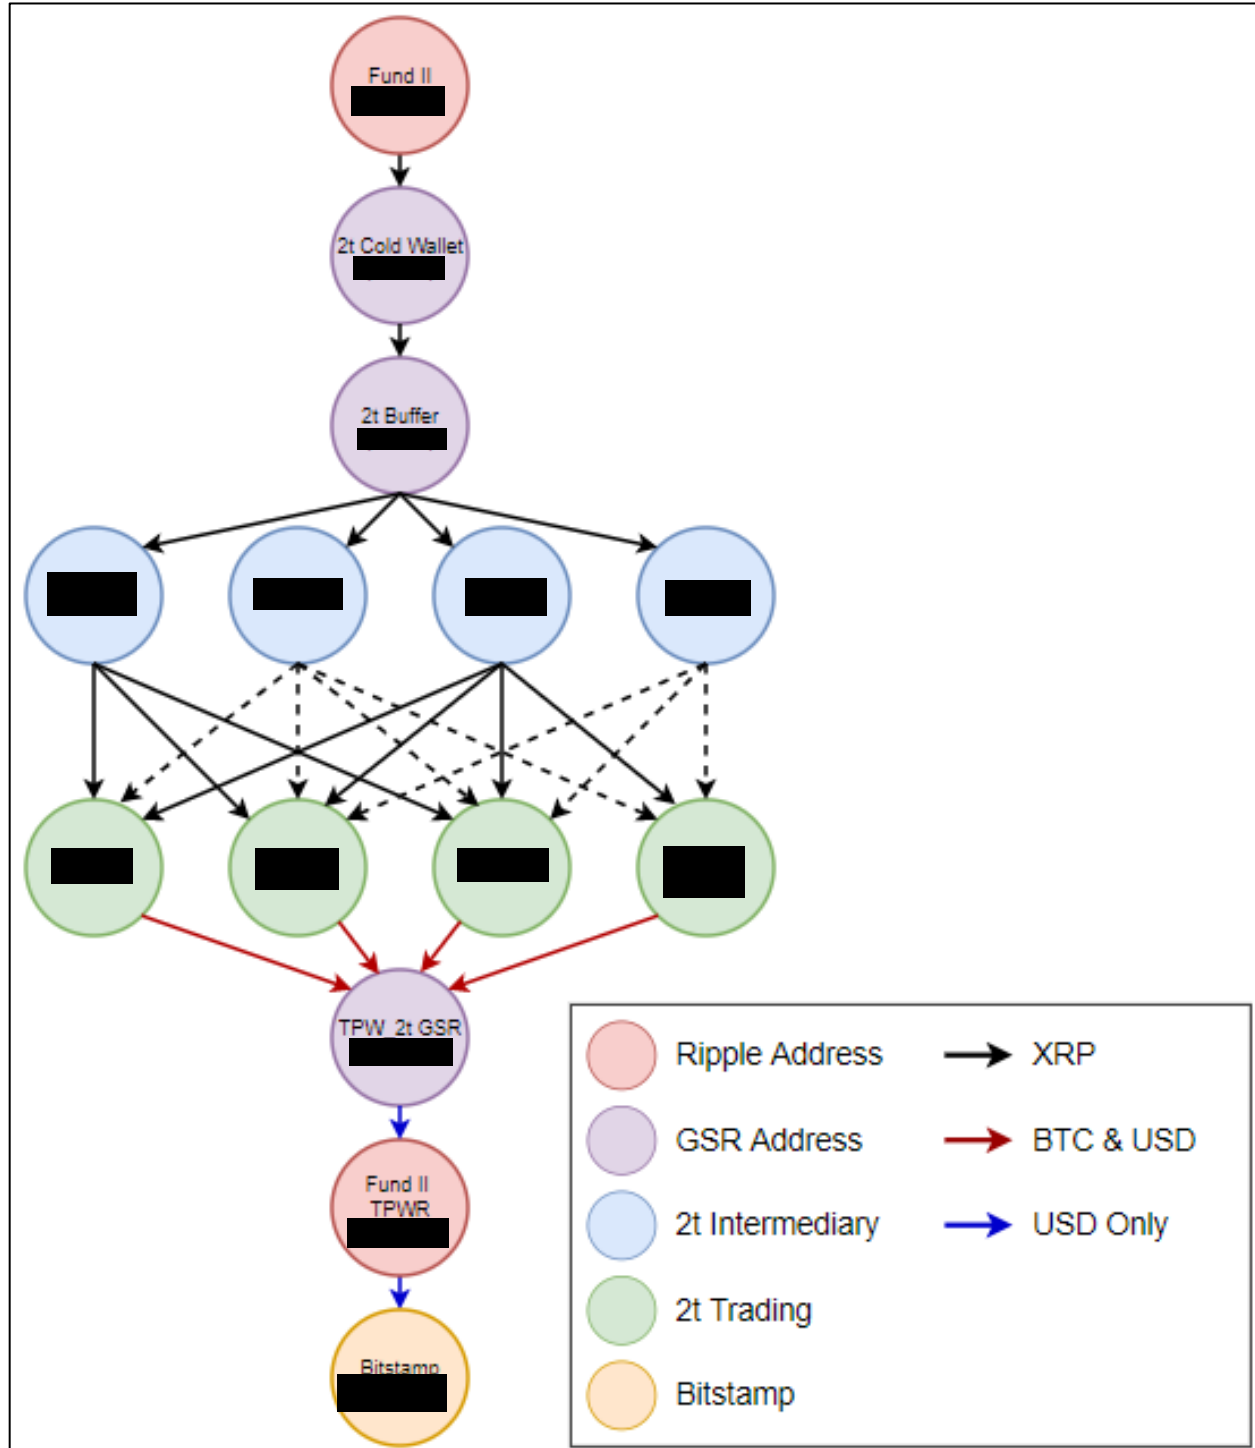 Fund II
2t Cold Wallet
2t Buffer
TPW_2t GSR
Fund II
TPWR
Bitstamp
Ripple Address
XRP
GSR Address
BTC & USD
2t Intermediary
USD Only
2t Trading
Bitstamp